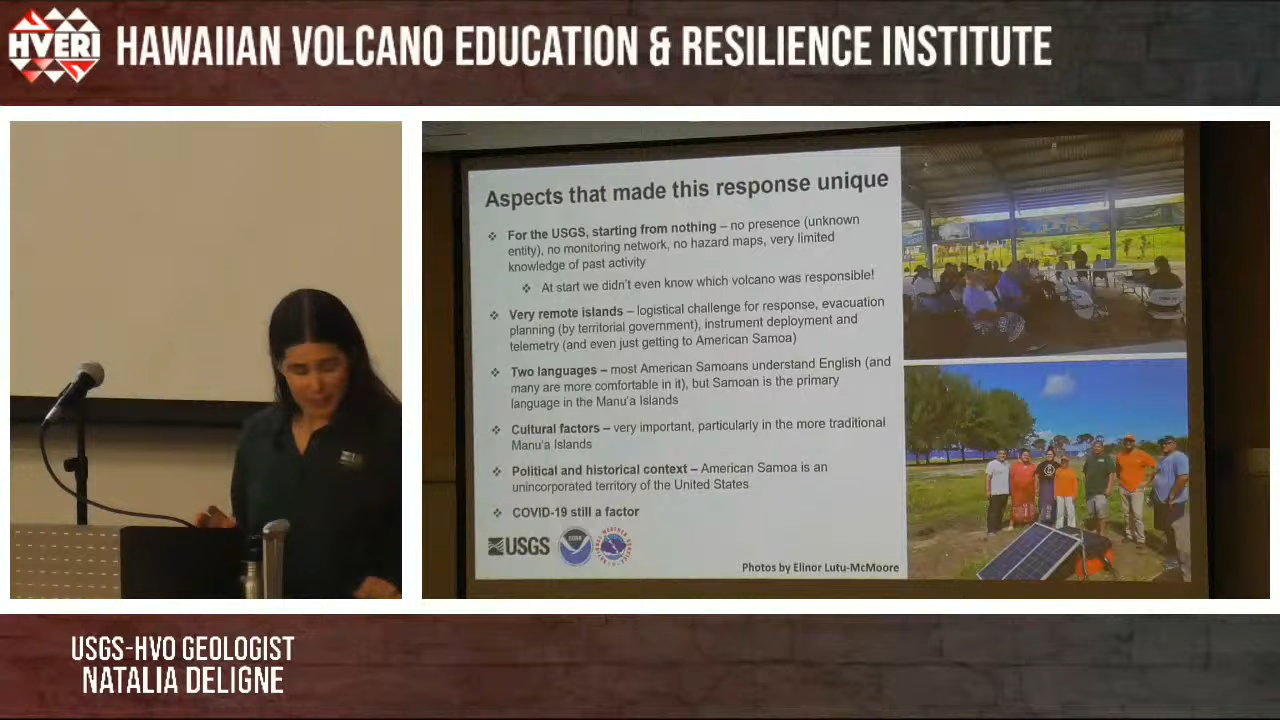 HVERI
HAWAIIAN VOLCANO EDUCATION & RESILIENCE INSTITUTE
Aspects that made this response unique
❖ For the USGS, starting from nothing – no presence (unknown
entity), no monitoring network, no hazard maps, very limited
knowledge of past activity
❖ At start we didn't even know which volcano was responsible!
❖ Very remote islands – logistical challenge for response, evacuation
planning (by territorial government), instrument deployment and
telemetry (and even just getting to American Samoa)
❖ Two languages – most American Samoans understand English (and
many are more comfortable in it), but Samoan is the primary
language in the Manu'a Islands
❖ Cultural factors – very important, particularly in the more traditional
Manu'a Islands
❖ Political and historical context – American Samoa is an
unincorporated territory of the United States
❖ COVID-19 still a factor
USGS
Photos by Elinor Lutu-McMoore
USGS-HVO GEOLOGIST
NATALIA DELIGNE